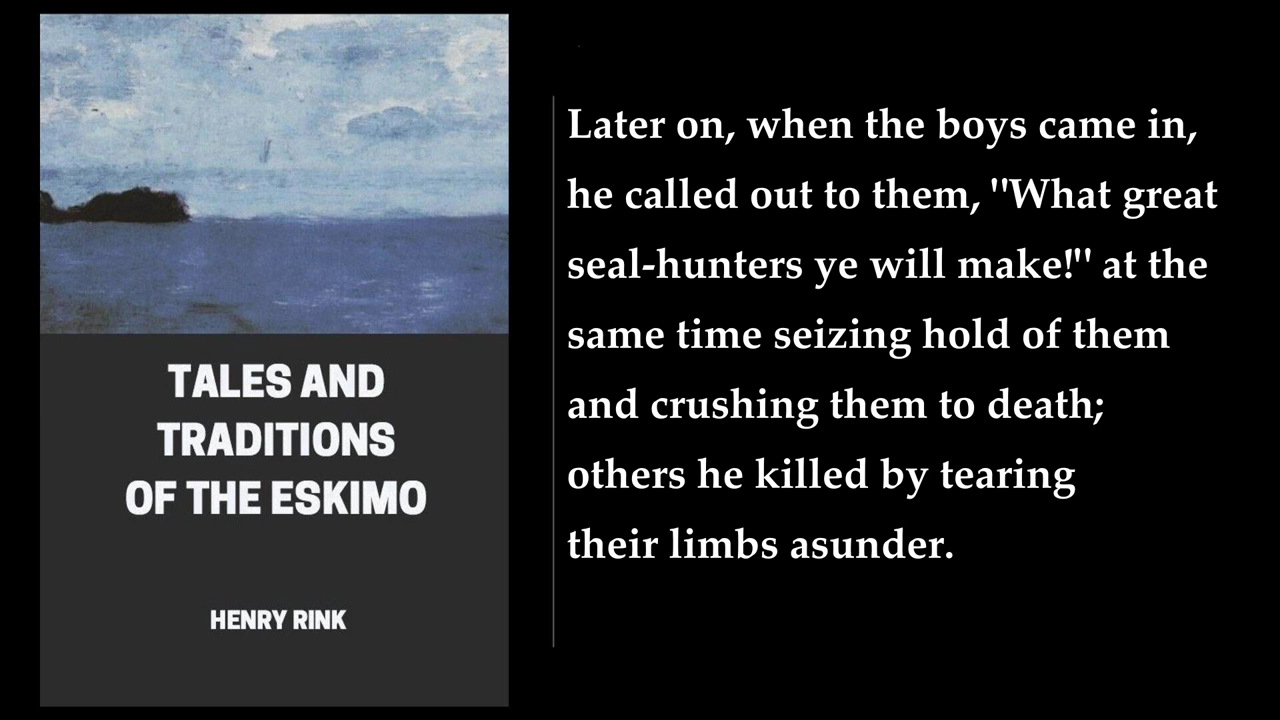 TALES AND
TRADITIONS
OF THE ESKIMO
HENRY RINK
Later on, when the boys came in,
he called out to them, "What great
seal-hunters ye will make!" at the
same time seizing hold of them
and crushing them to death;
others he killed by tearing
their limbs asunder.